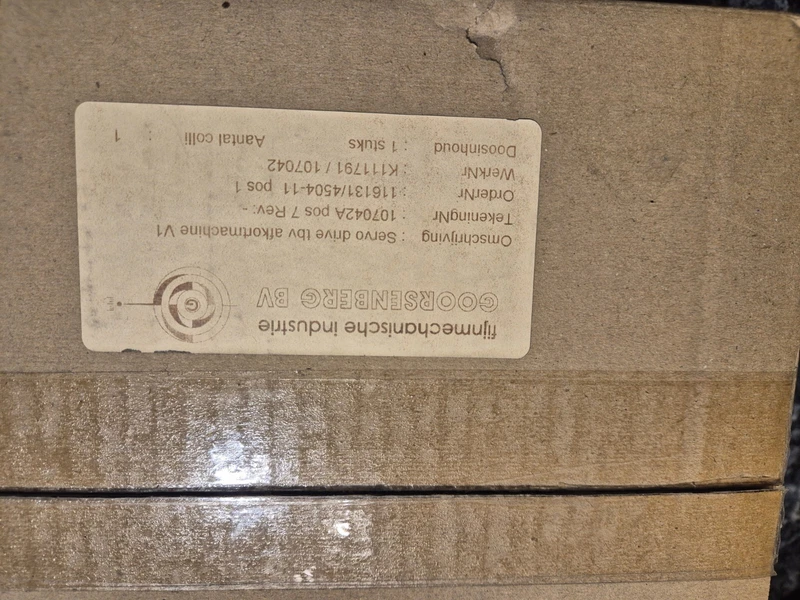 fijnmechanische industrie
GOORSENBERG BV
Omschrijving : Servo drive tbv afkortmachine V1
TekeningNr : 107042A pos 7 Rev: -
OrderNr : 116131/4504-11 pos 1
WerkNr : K111791 / 107042
Doosinhoud : 1 stuks Aantal colli : 1